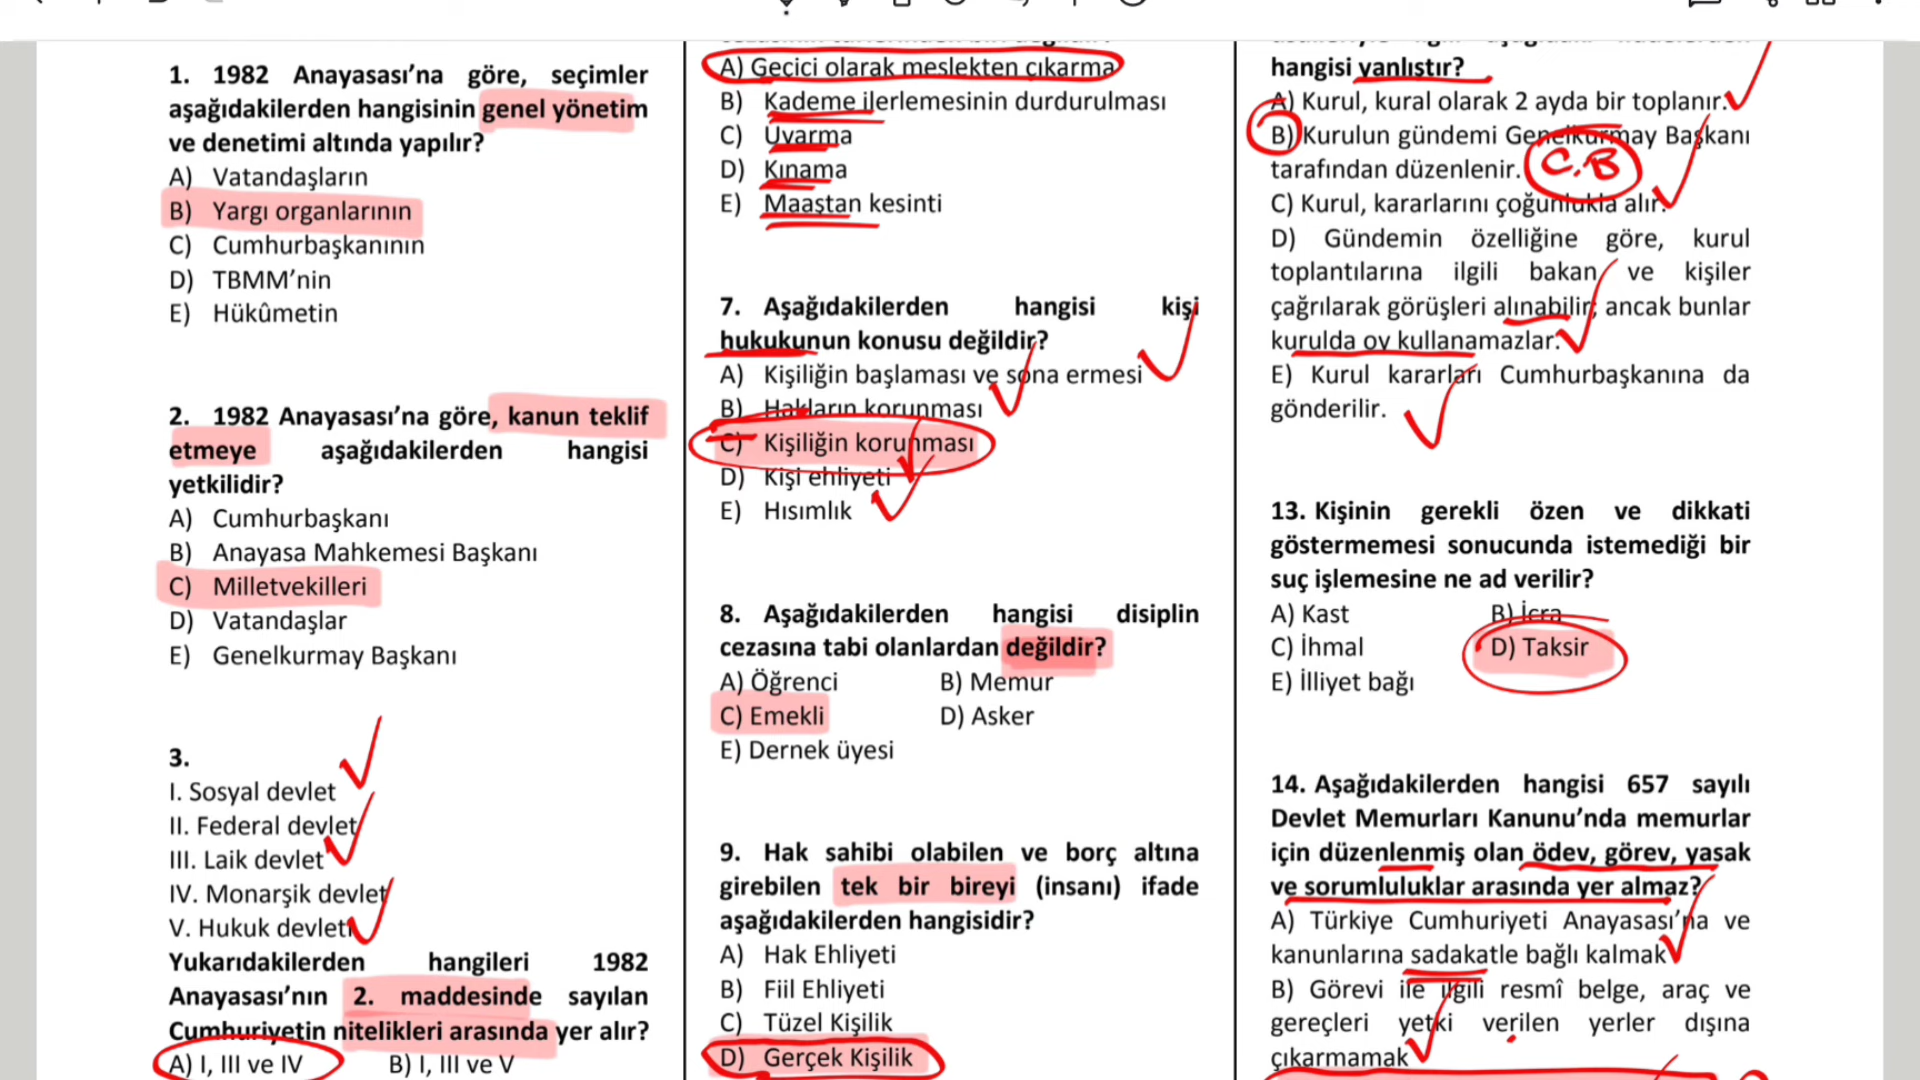 1. 1982 Anayasası’na göre, seçimler
aşağıdakilerden hangisinin genel yönetim
ve denetimi altında yapılır?
A) Vatandaşların
B) Yargı organlarının
C) Cumhurbaşkanının
D) TBMM’nin
E) Hükûmetin
2. 1982 Anayasası’na göre, kanun teklif
etmeye aşağıdakilerden hangisi
yetkilidir?
A) Cumhurbaşkanı
B) Anayasa Mahkemesi Başkanı
C) Milletvekilleri
D) Vatandaşlar
E) Genelkurmay Başkanı
3.
I. Sosyal devlet
II. Federal devlet
III. Laik devlet
IV. Monarşik devlet
V. Hukuk devleti
Yukarıdakilerden hangileri 1982
Anayasası’nın 2. maddesinde sayılan
Cumhuriyetin nitelikleri arasında yer alır?
A) I, III ve IV B) I, III ve V
A) Geçici olarak meslekten çıkarma
B) Kademe ilerlemesinin durdurulması
C) Uyarma
D) Kınama
E) Maaştan kesinti
7. Aşağıdakilerden hangisi kişi
hukukunun konusu değildir?
A) Kişiliğin başlaması ve sona ermesi
B) Hakların korunması
C) Kişiliğin korunması
D) Kişi ehliyeti
E) Hısımlık
8. Aşağıdakilerden hangisi disiplin
cezasına tabi olanlardan değildir?
A) Öğrenci B) Memur
C) Emekli D) Asker
E) Dernek üyesi
9. Hak sahibi olabilen ve borç altına
girebilen tek bir bireyi (insanı) ifade
aşağıdakilerden hangisidir?
A) Hak Ehliyeti
B) Fiil Ehliyeti
C) Tüzel Kişilik
D) Gerçek Kişilik
hangisi yanlıştır?
A) Kurul, kural olarak 2 ayda bir toplanır.
B) Kurulun gündemi Genelkurmay Başkanı
tarafından düzenlenir. C.B
C) Kurul, kararlarını çoğunlukla alır.
D) Gündemin özelliğine göre, kurul
toplantılarına ilgili bakan ve kişiler
çağrılarak görüşleri alınabilir; ancak bunlar
kurulda oy kullanamazlar.
E) Kurul kararları Cumhurbaşkanına da
gönderilir.
13. Kişinin gerekli özen ve dikkati
göstermemesi sonucunda istemediği bir
suç işlemesine ne ad verilir?
A) Kast B) İcra
C) İhmal D) Taksir
E) İlliyet bağı
14. Aşağıdakilerden hangisi 657 sayılı
Devlet Memurları Kanunu’nda memurlar
için düzenlenmiş olan ödev, görev, yasak
ve sorumluluklar arasında yer almaz?
A) Türkiye Cumhuriyeti Anayasası’na ve
kanunlarına sadakatle bağlı kalmak
B) Görevi ile ilgili resmî belge, araç ve
gereçleri yetki verilen yerler dışına
çıkarmamak